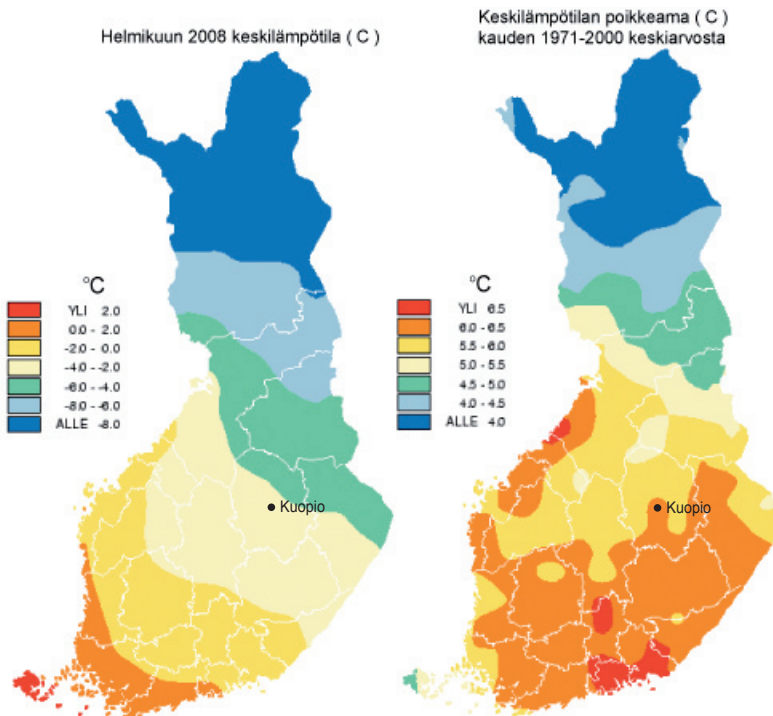 Helmikuun 2008 keskilämpötila ( C )
°C
YLI 2.0
0.0 - 2.0
-2.0 - 0.0
-4.0 - -2.0
-6.0 - -4.0
-8.0 - -6.0
ALLE -8.0
Kuopio
Keskilämpötilan poikkeama ( C )
kauden 1971-2000 keskiarvosta
°C
YLI 6.5
6.0 - 6.5
5.5 - 6.0
5.0 - 5.5
4.5 - 5.0
4.0 - 4.5
ALLE 4.0
Kuopio